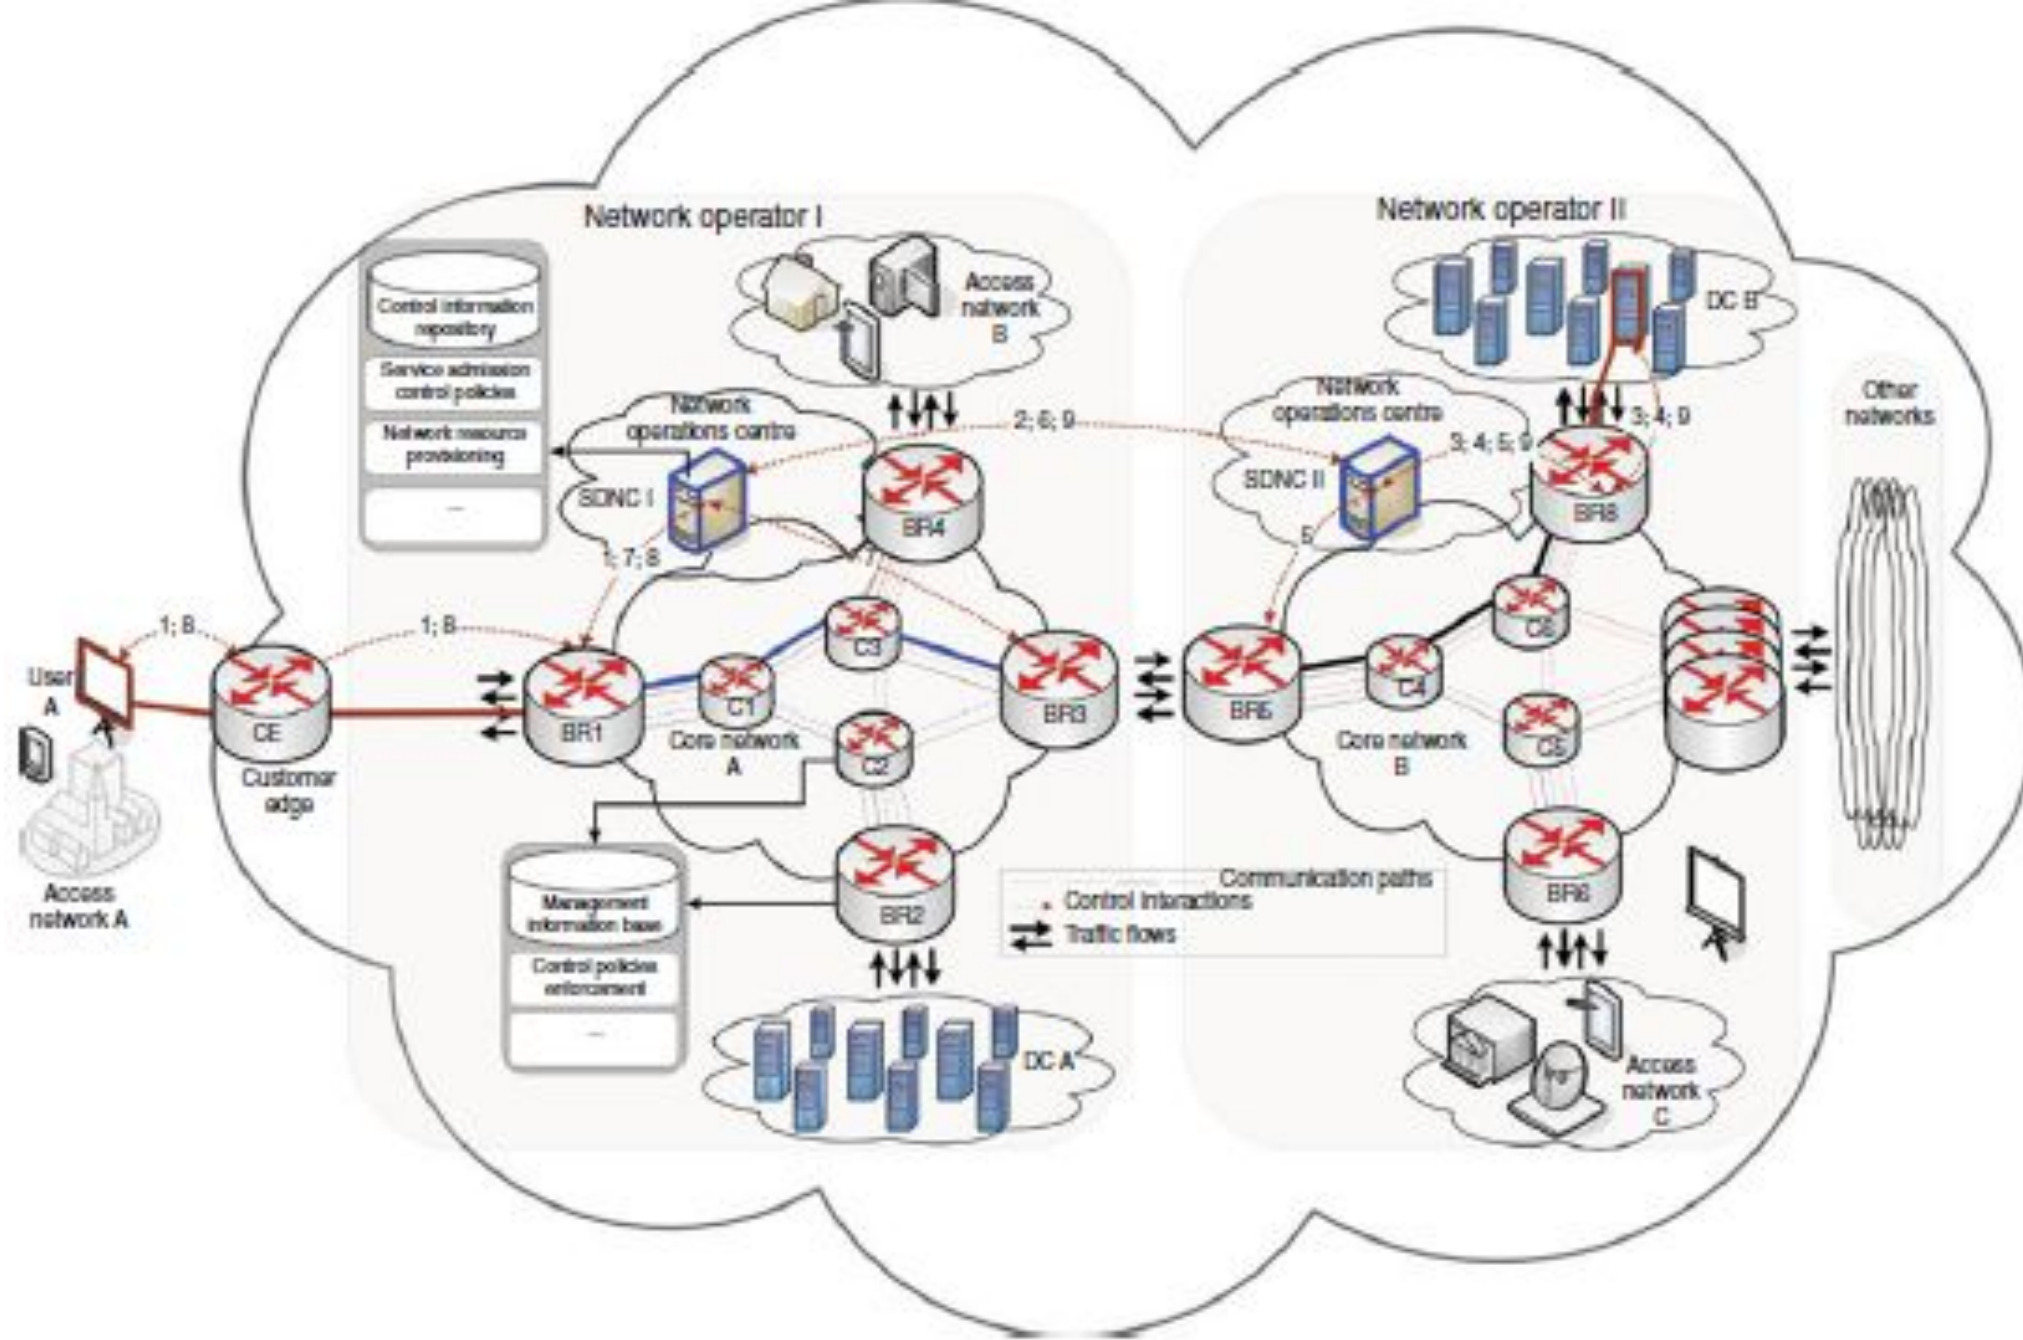 Network operator I
Network operator II
Control information
repository
Service admission
control policies
Network resource
provisioning
...
Access
network
B
DC B
Network
operations centre
SDNC I
2; 6; 9
Network
operations centre
SDNC II
3; 4; 5; 9
3; 4; 9
Other
networks
BR4
BR8
1; 7; 8
7
5
1; 8
1; 8
User
A
CE
Customer
edge
BR1
C1
C3
C2
BR3
Core network
A
BR5
C4
C6
C5
Core network
B
Access
network A
Management
information base
Control policies
enforcement
...
BR2
DC A
Communication paths
Control interactions
Traffic flows
BR6
Access
network
C